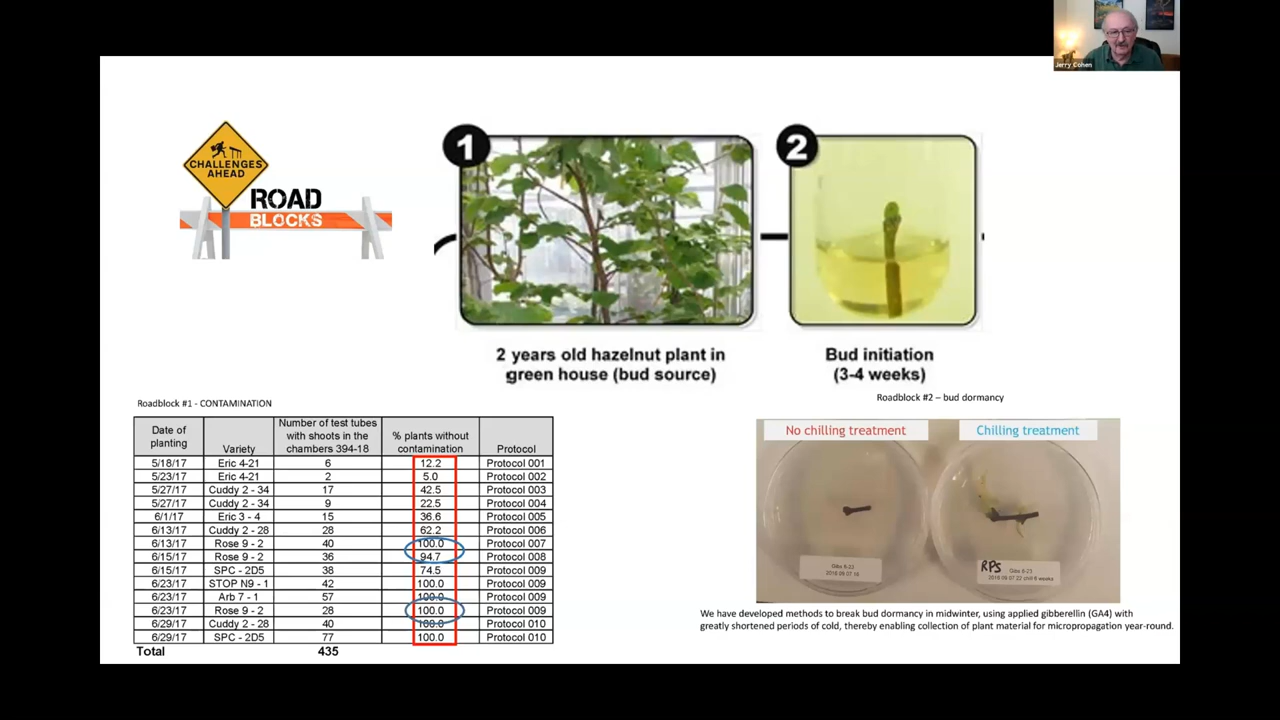 Jerry Cohen
CHALLENGES
AHEAD
ROAD
BLOCKS
1
2
2 years old hazelnut plant in
green house (bud source)
Bud initiation
(3-4 weeks)
Roadblock #1 - CONTAMINATION
Date of planting Variety Number of test tubes with shoots in the chambers 394-18 % plants without contamination Protocol
5/18/17 Eric 4-21 6 12.2 Protocol 001
5/23/17 Eric 4-21 2 5.0 Protocol 002
5/27/17 Cuddy 2 - 34 17 42.5 Protocol 003
5/27/17 Cuddy 2 - 34 9 22.5 Protocol 004
6/1/17 Eric 3 - 4 15 36.6 Protocol 005
6/13/17 Cuddy 2 - 28 28 62.2 Protocol 006
6/13/17 Rose 9 - 2 40 100.0 Protocol 007
6/15/17 Rose 9 - 2 36 94.7 Protocol 008
6/15/17 SPC - 2D5 38 74.5 Protocol 009
6/23/17 STOP N9 - 1 42 100.0 Protocol 009
6/23/17 Arb 7 - 1 57 100.0 Protocol 009
6/23/17 Rose 9 - 2 28 100.0 Protocol 009
6/29/17 Cuddy 2 - 28 40 100.0 Protocol 010
6/29/17 SPC - 2D5 77 100.0 Protocol 010
Total 435
Roadblock #2 – bud dormancy
No chilling treatment
Chilling treatment
RPS
We have developed methods to break bud dormancy in midwinter, using applied gibberellin (GA4) with
greatly shortened periods of cold, thereby enabling collection of plant material for micropropagation year-round.